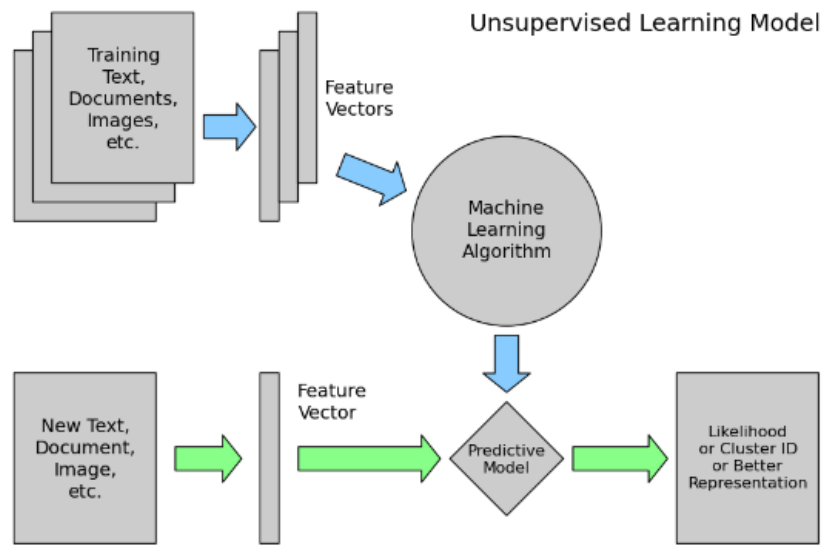 Unsupervised Learning Model
Training
Text,
Documents,
Images,
etc.
Feature
Vectors
Machine
Learning
Algorithm
New Text,
Document,
Image,
etc.
Feature
Vector
Predictive
Model
Likelihood
or Cluster ID
or Better
Representation